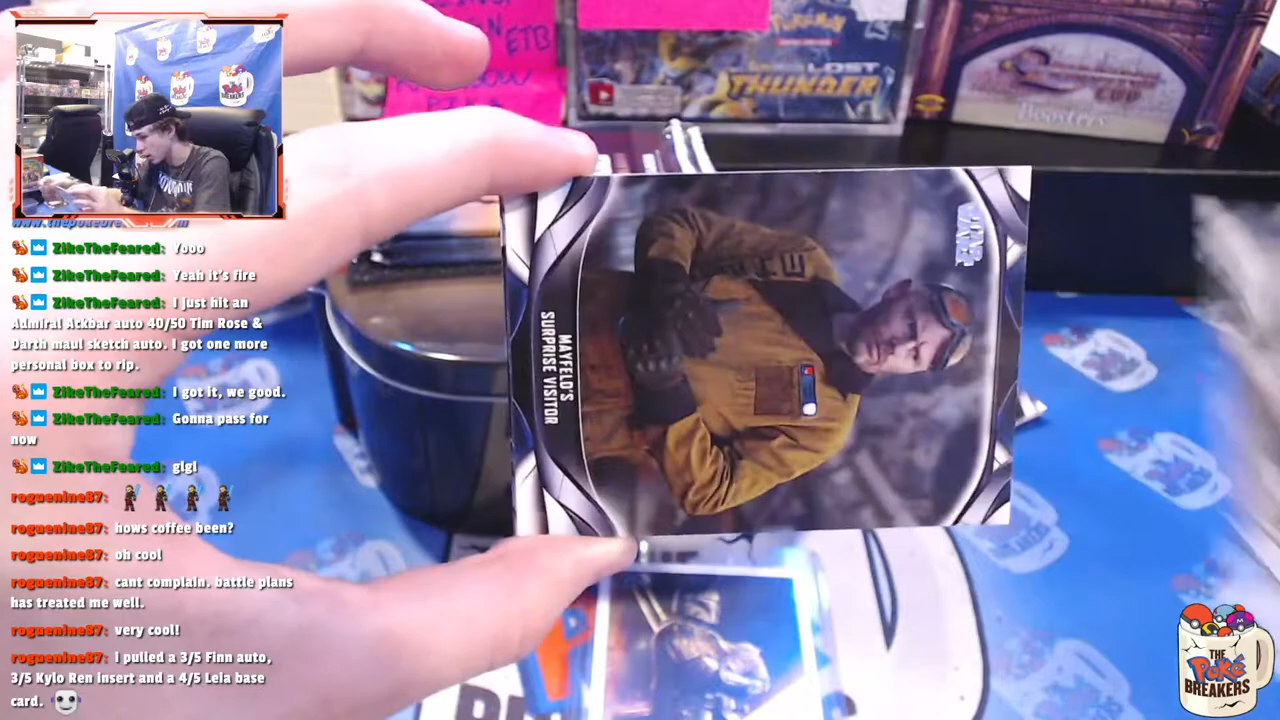 ETB
POKÉMON
LOST
THUNDER
CUP
Boosters
STAR
WARS
MAYFELD'S
SURPRISE VISITOR
ZikeTheFeared: Yooo
ZikeTheFeared: Yeah it's fire
ZikeTheFeared: I just hit an
Admiral Ackbar auto 40/50 Tim Rose &
Darth maul sketch auto. I got one more
personal box to rip.
ZikeTheFeared: I got it, we good.
ZikeTheFeared: Gonna pass for
now
ZikeTheFeared: glgl
roguenine87:
roguenine87: hows coffee been?
roguenine87: oh cool
roguenine87: cant complain. battle plans
has treated me well.
roguenine87: very cool!
roguenine87: i pulled a 3/5 Finn auto,
3/5 Kylo Ren insert and a 4/5 Leia base
card.
THE
Poké
BREAKERS